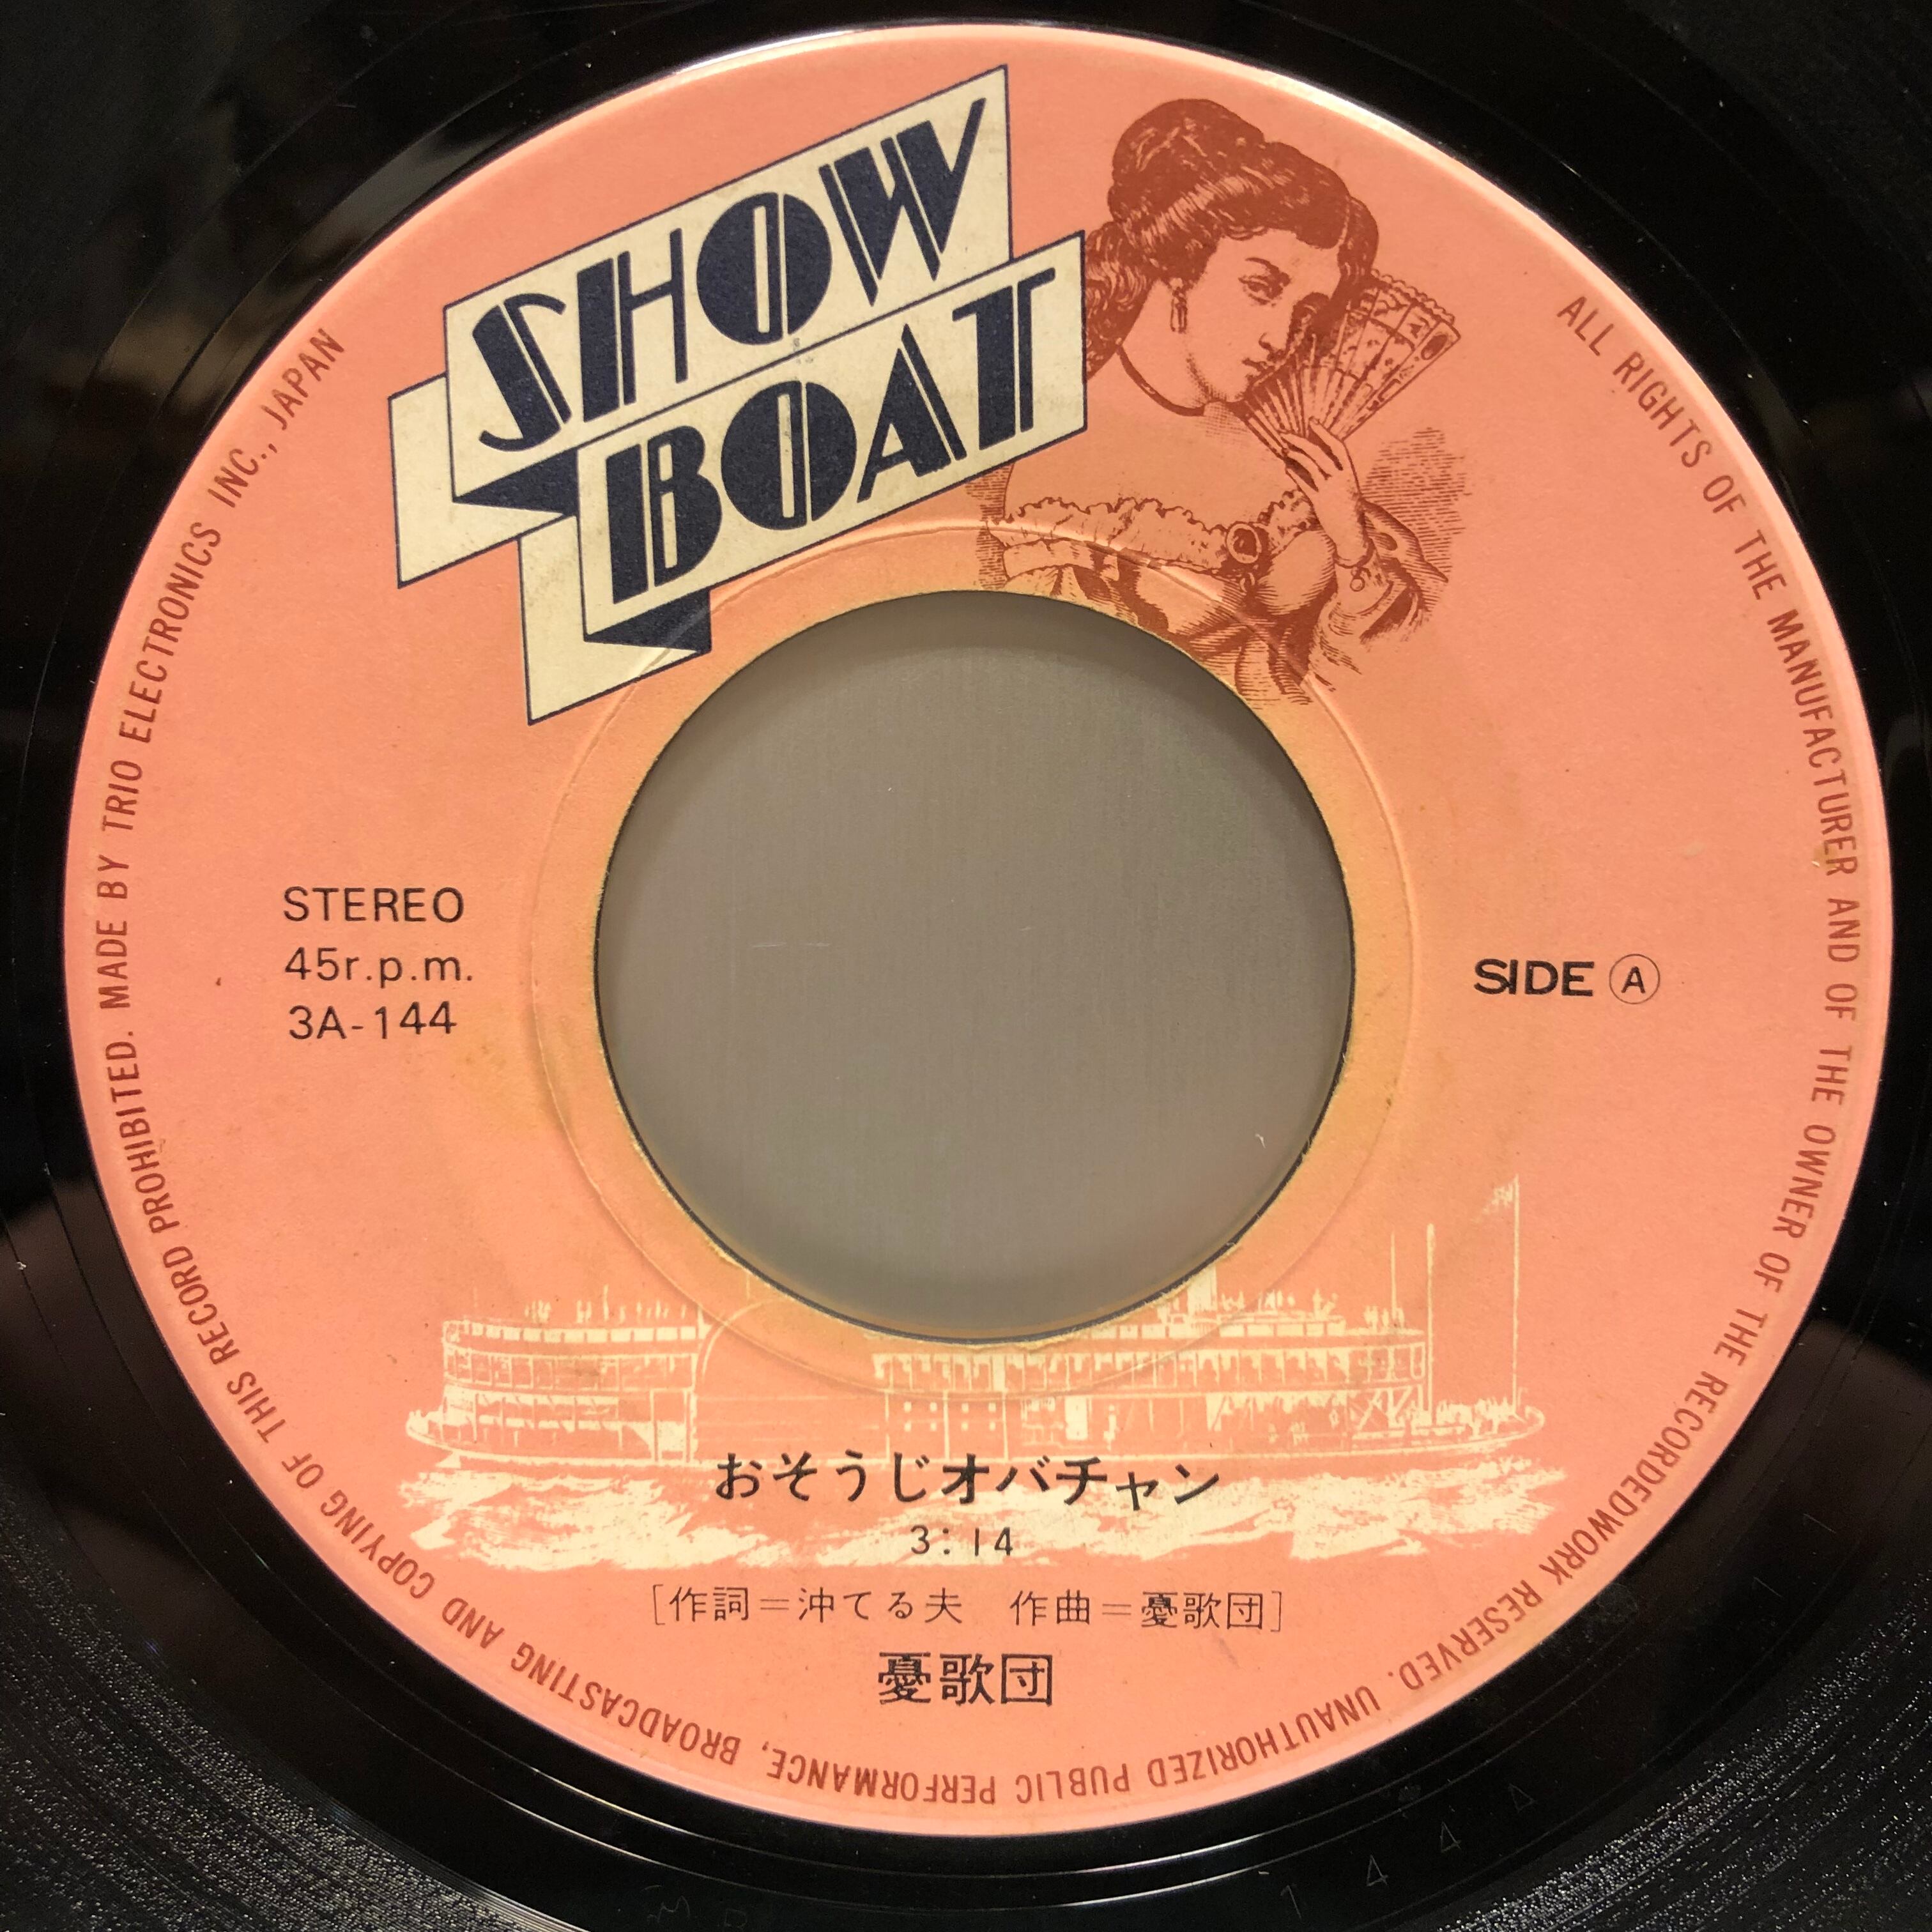 SHOW
BOAT
STEREO
45r.p.m.
3A-144
SIDE Ⓐ
おそうじオバチャン
3:14
[作詞=沖てる夫 作曲=憂歌団]
憂歌団
ALL RIGHTS OF THE MANUFACTURER AND OF THE OWNER OF THE RECORDEDWORK RESERVED. UNAUTHORIZED PUBLIC PERFORMANCE, BROADCASTING AND COPYING OF THIS RECORD PROHIBITED. MADE BY TRIO ELECTRONICS INC., JAPAN